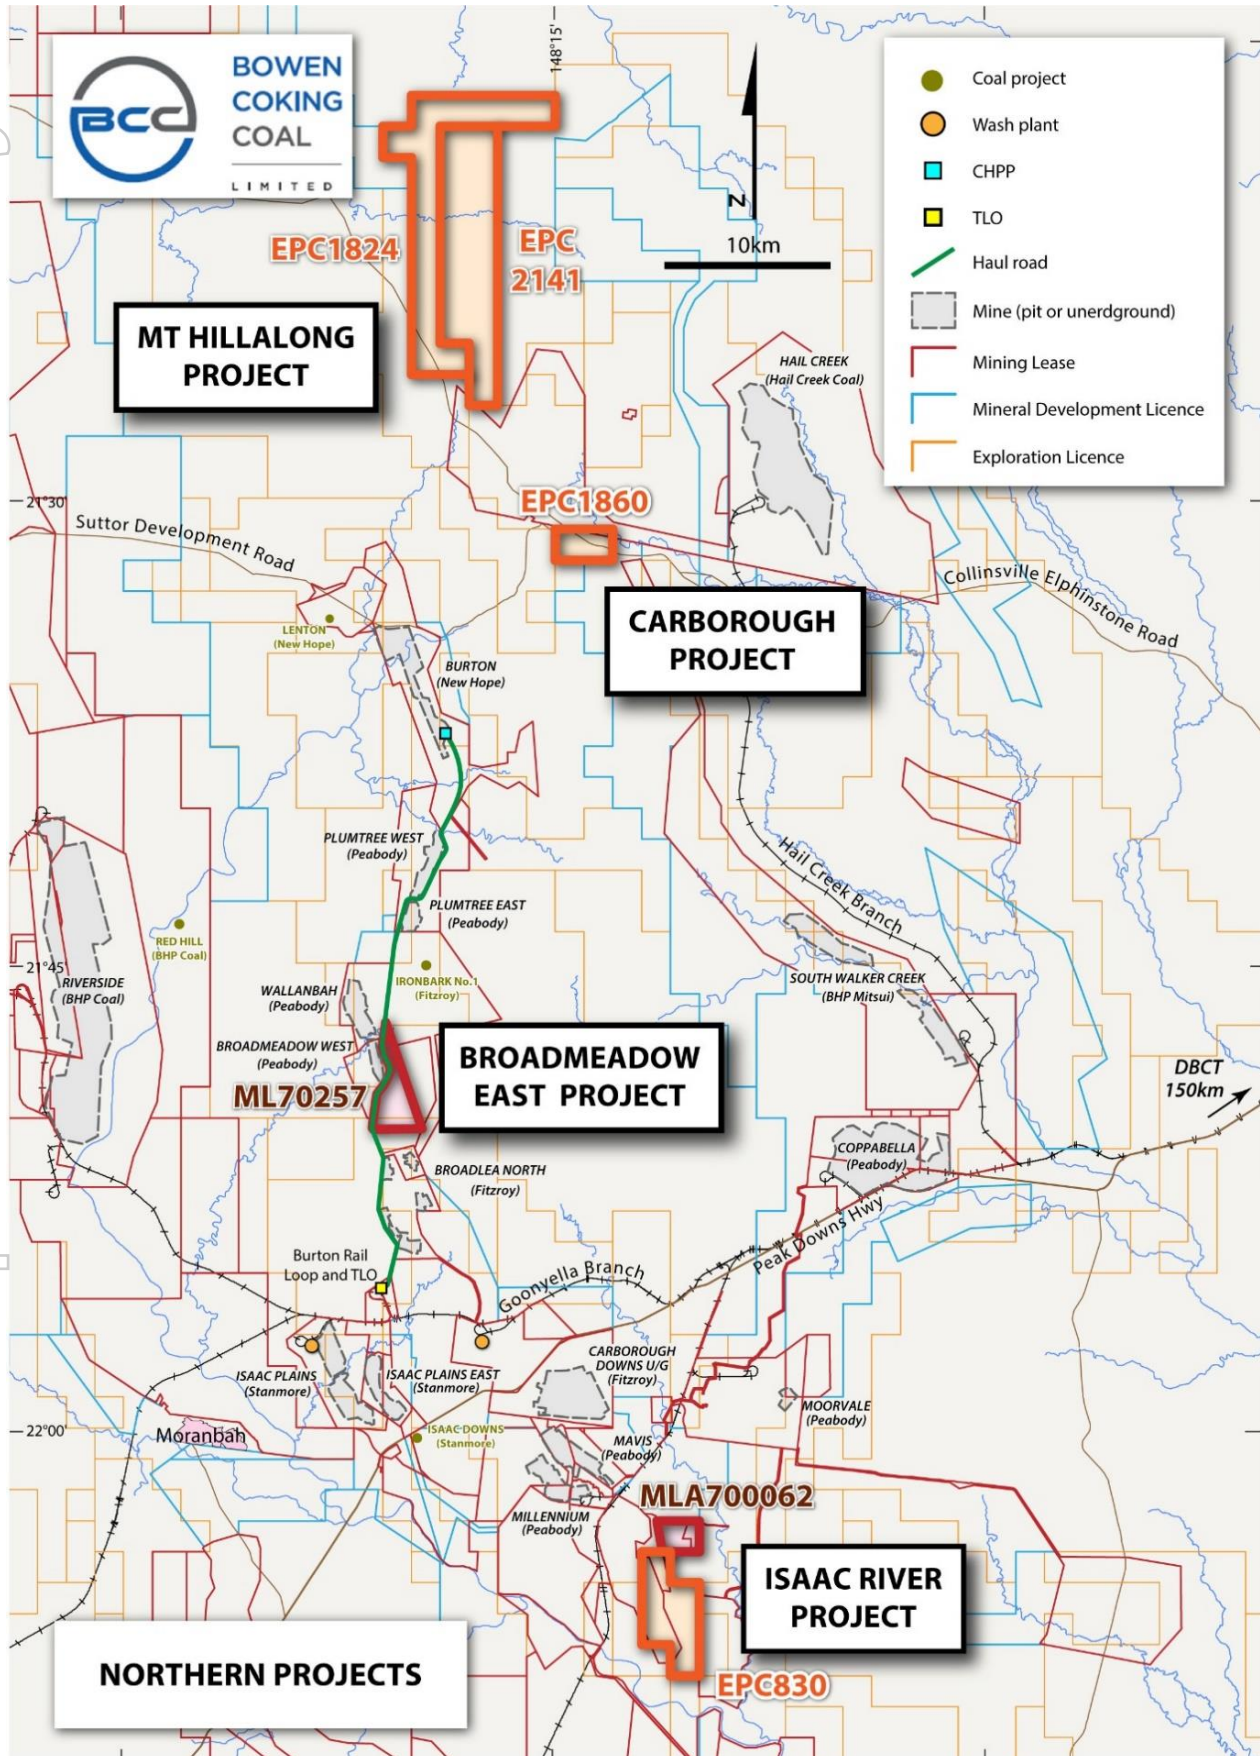 BCC
BOWEN
COKING
COAL
LIMITED
148°15'
Coal project
Wash plant
CHPP
TLO
Haul road
Mine (pit or unerdground)
Mining Lease
Mineral Development Licence
Exploration Licence
N
10km
EPC1824
EPC
2141
MT HILLALONG
PROJECT
HAIL CREEK
(Hail Creek Coal)
21°30'
EPC1860
Suttor Development Road
Collinsville Elphinstone Road
CARBOROUGH
PROJECT
LENTON
(New Hope)
BURTON
(New Hope)
PLUMTREE WEST
(Peabody)
Hail Creek Branch
PLUMTREE EAST
(Peabody)
RED HILL
(BHP Coal)
21°45'
RIVERSIDE
(BHP Coal)
IRONBARK No.1
(Fitzroy)
WALLANBAH
(Peabody)
SOUTH WALKER CREEK
(BHP Mitsui)
BROADMEADOW WEST
(Peabody)
ML70257
BROADMEADOW
EAST PROJECT
DBCT
150km
COPPABELLA
(Peabody)
BROADLEA NORTH
(Fitzroy)
Peak Downs Hwy
Burton Rail
Loop and TLO
Goonyella Branch
CARBOROUGH
DOWNS U/G
(Fitzroy)
ISAAC PLAINS
(Stanmore)
ISAAC PLAINS EAST
(Stanmore)
MOORVALE
(Peabody)
22°00'
Moranbah
ISAAC DOWNS
(Stanmore)
MAVIS
(Peabody)
MILLENNIUM
(Peabody)
MLA700062
ISAAC RIVER
PROJECT
EPC830
NORTHERN PROJECTS